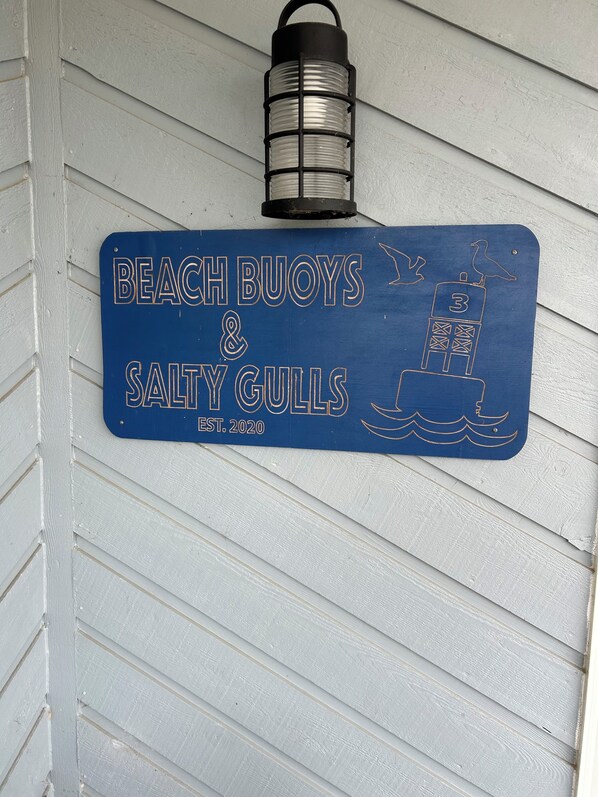 BEACH BUOYS
&
SALTY GULLS
EST. 2020
3